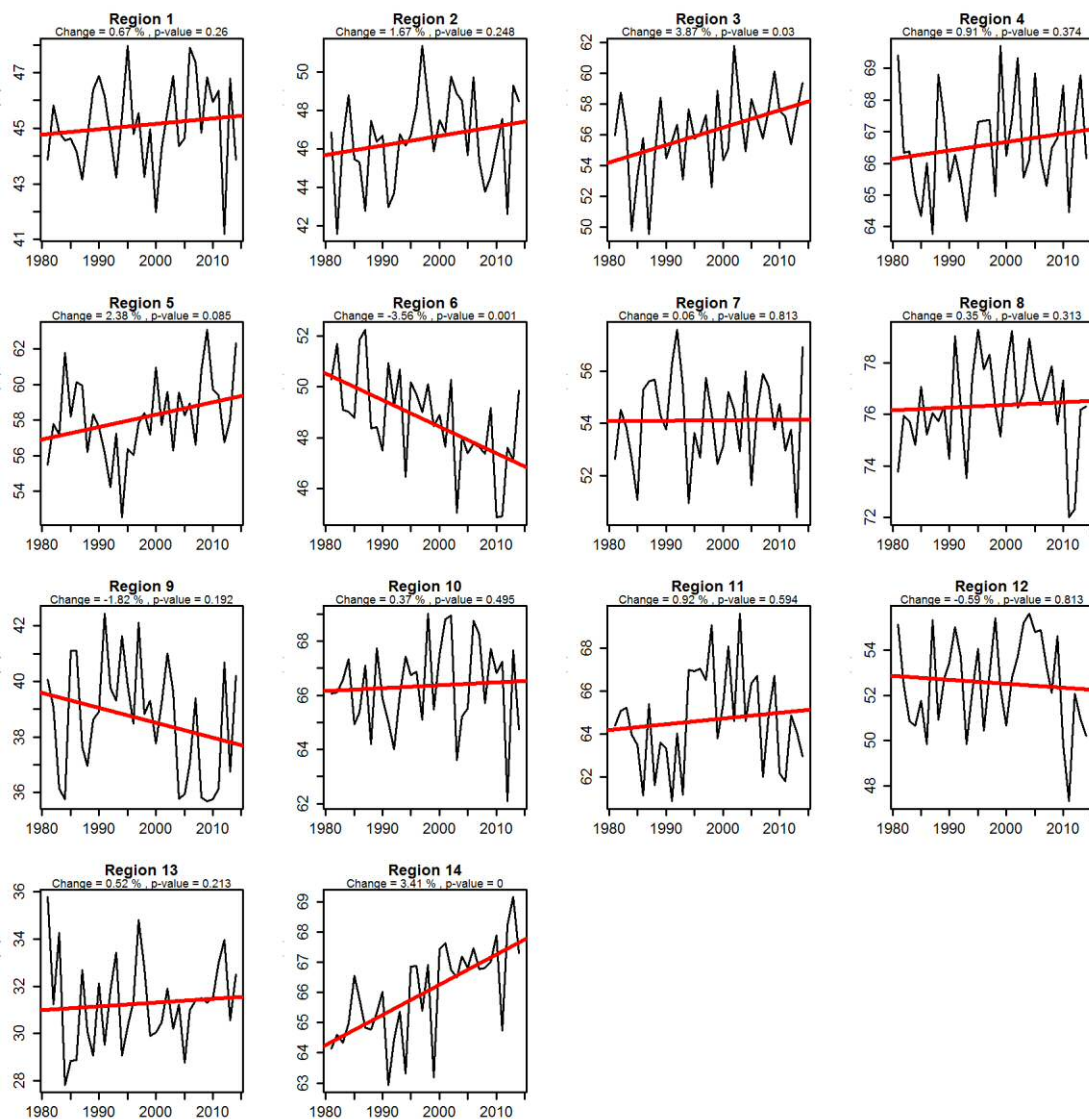 Region 1
Change = 0.67 % , p-value = 0.26
47
45
43
41
1980 1990 2000 2010
Region 2
Change = 1.67 % , p-value = 0.248
50
48
46
44
42
1980 1990 2000 2010
Region 3
Change = 3.87 % , p-value = 0.03
62
60
58
56
54
52
50
1980 1990 2000 2010
Region 4
Change = 0.91 % , p-value = 0.374
69
68
67
66
65
64
1980 1990 2000 2010
Region 5
Change = 2.38 % , p-value = 0.085
62
60
58
56
54
1980 1990 2000 2010
Region 6
Change = -3.56 % , p-value = 0.001
52
50
48
46
1980 1990 2000 2010
Region 7
Change = 0.06 % , p-value = 0.813
56
54
52
1980 1990 2000 2010
Region 8
Change = 0.35 % , p-value = 0.313
78
76
74
72
1980 1990 2000 2010
Region 9
Change = -1.82 % , p-value = 0.192
42
40
38
36
1980 1990 2000 2010
Region 10
Change = 0.37 % , p-value = 0.495
68
66
64
62
1980 1990 2000 2010
Region 11
Change = 0.92 % , p-value = 0.594
68
66
64
62
1980 1990 2000 2010
Region 12
Change = -0.59 % , p-value = 0.813
54
52
50
48
1980 1990 2000 2010
Region 13
Change = 0.52 % , p-value = 0.213
36
34
32
30
28
1980 1990 2000 2010
Region 14
Change = 3.41 % , p-value = 0
69
68
67
66
65
64
63
1980 1990 2000 2010